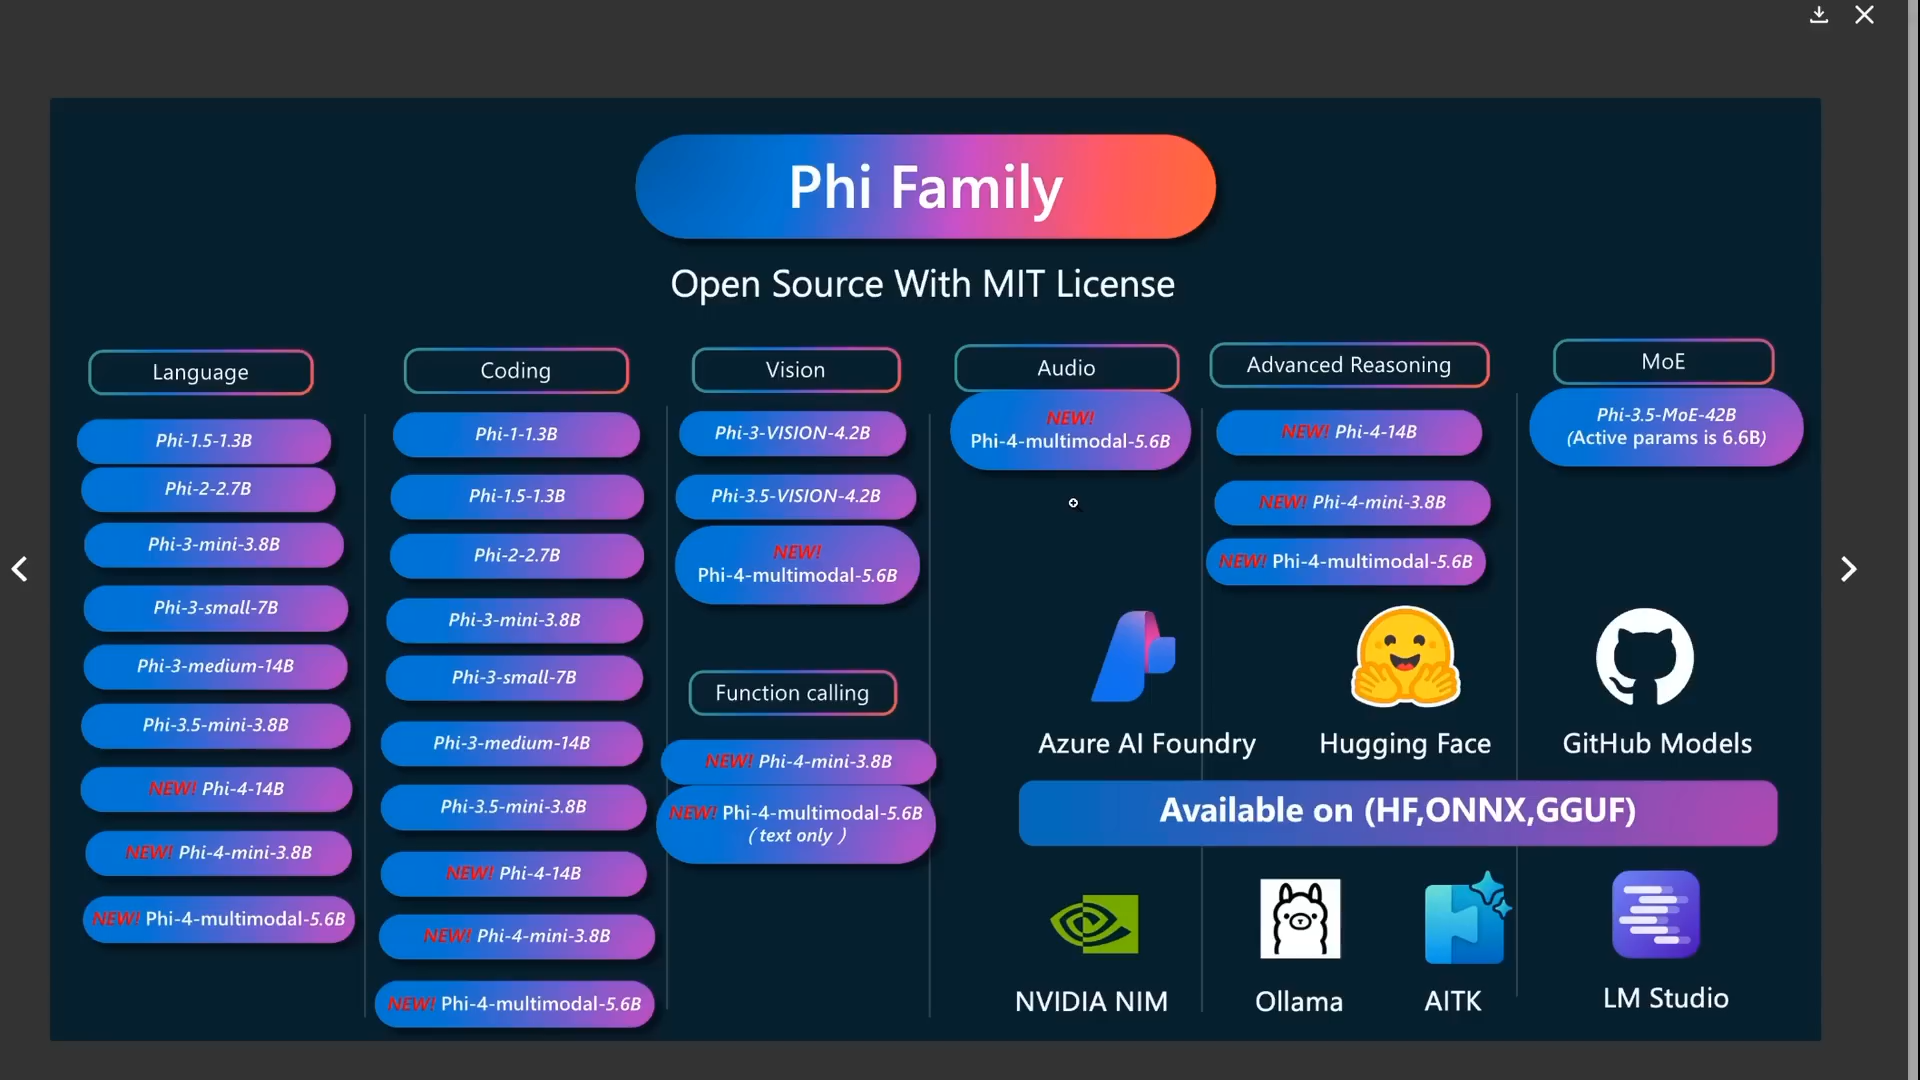 Phi Family
Open Source With MIT License
Language
Phi-1.5-1.3B
Phi-2-2.7B
Phi-3-mini-3.8B
Phi-3-small-7B
Phi-3-medium-14B
Phi-3.5-mini-3.8B
NEW! Phi-4-14B
NEW! Phi-4-mini-3.8B
NEW! Phi-4-multimodal-5.6B
Coding
Phi-1-1.3B
Phi-1.5-1.3B
Phi-2-2.7B
Phi-3-mini-3.8B
Phi-3-small-7B
Phi-3-medium-14B
Phi-3.5-mini-3.8B
NEW! Phi-4-14B
NEW! Phi-4-mini-3.8B
NEW! Phi-4-multimodal-5.6B
Vision
Phi-3-VISION-4.2B
Phi-3.5-VISION-4.2B
NEW!
Phi-4-multimodal-5.6B
Function calling
NEW! Phi-4-mini-3.8B
NEW! Phi-4-multimodal-5.6B
( text only )
Audio
NEW!
Phi-4-multimodal-5.6B
Advanced Reasoning
NEW! Phi-4-14B
NEW! Phi-4-mini-3.8B
NEW! Phi-4-multimodal-5.6B
MoE
Phi-3.5-MoE-42B
(Active params is 6.6B)
Azure AI Foundry
Hugging Face
GitHub Models
Available on (HF,ONNX,GGUF)
NVIDIA NIM
Ollama
AITK
LM Studio